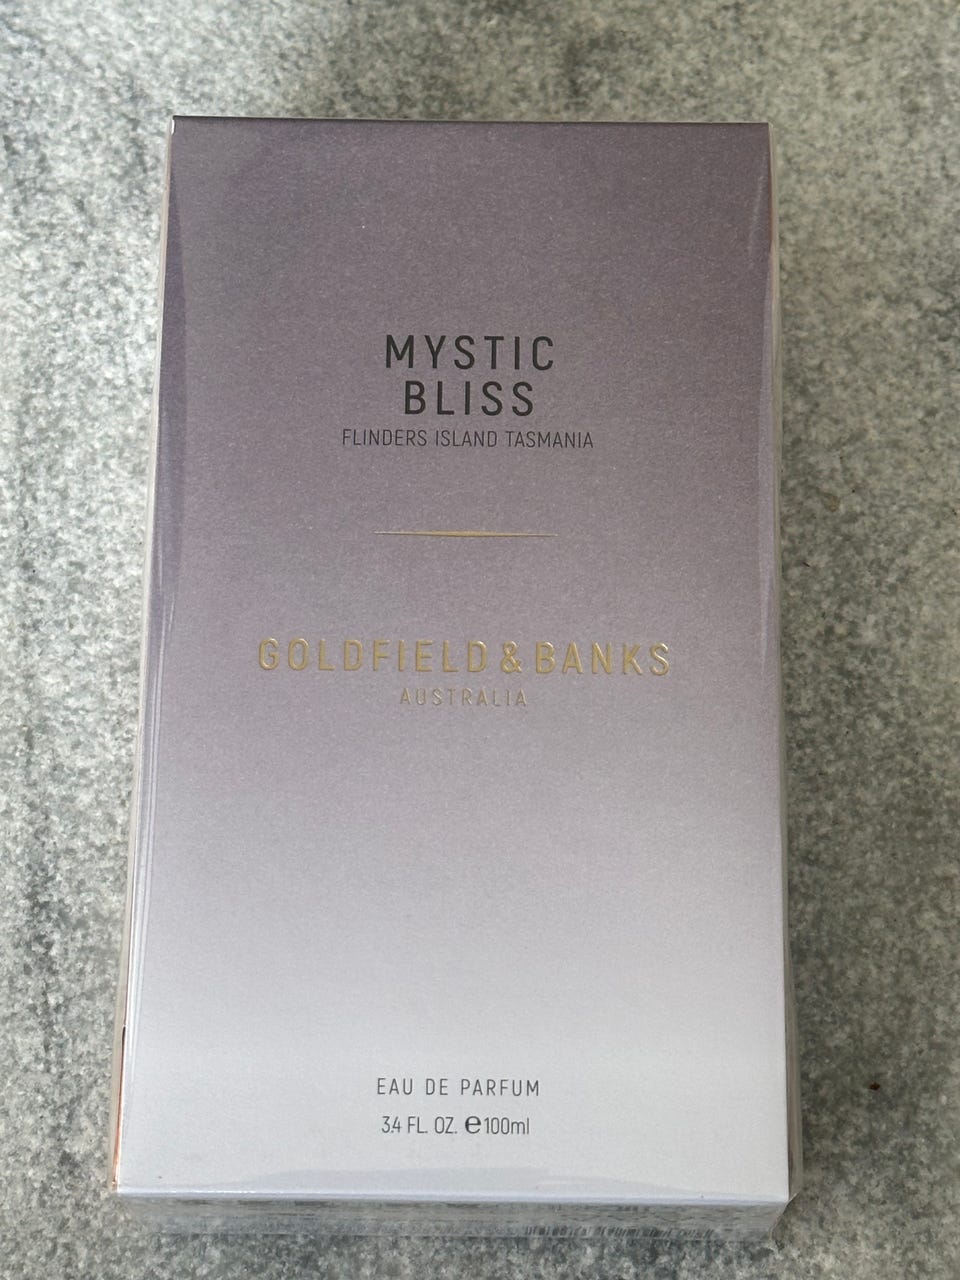 MYSTIC
BLISS
FLINDERS ISLAND TASMANIA
GOLDFIELD & BANKS
AUSTRALIA
EAU DE PARFUM
3.4 FL. OZ. ℮100ml